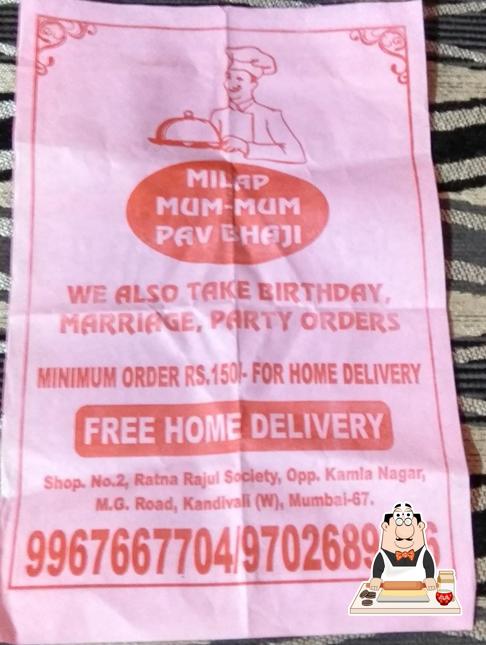 MILAP
MUM-MUM
PAV BHAJI
WE ALSO TAKE BIRTHDAY,
MARRIAGE, PARTY ORDERS
MINIMUM ORDER RS.150/- FOR HOME DELIVERY
FREE HOME DELIVERY
Shop. No.2, Ratna Rajul Society, Opp. Kamla Nagar,
M.G. Road, Kandivali (W), Mumbai-67.
9967667704/